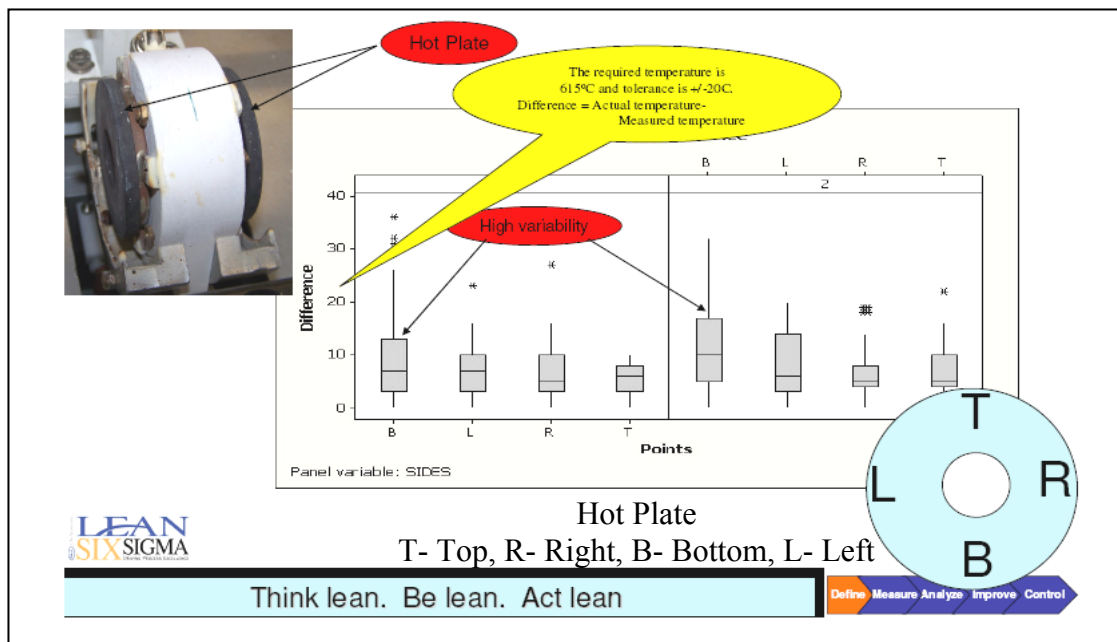 Hot Plate
The required temperature is
615ºC and tolerance is +/-20C.
Difference = Actual temperature-
Measured temperature
B L R T
2
40
30
20
10
0
Difference
High variability
B L R T
Points
Panel variable: SIDES
T
L R
B
Hot Plate
T- Top, R- Right, B- Bottom, L- Left
LEAN
SIXSIGMA
Think lean. Be lean. Act lean
Define Measure Analyze Improve Control